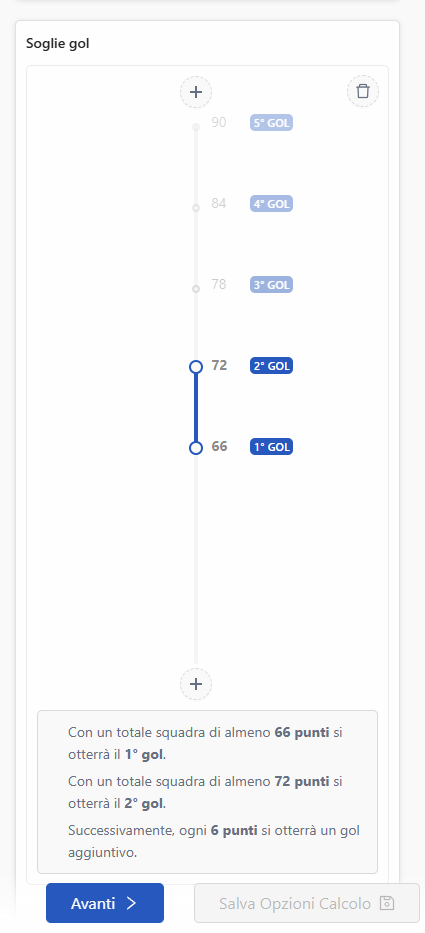 Soglie gol
90 5° GOL
84 4° GOL
78 3° GOL
72 2° GOL
66 1° GOL
Con un totale squadra di almeno 66 punti si
otterrà il 1° gol.
Con un totale squadra di almeno 72 punti si
otterrà il 2° gol.
Successivamente, ogni 6 punti si otterrà un gol
aggiuntivo.
Avanti Salva Opzioni Calcolo